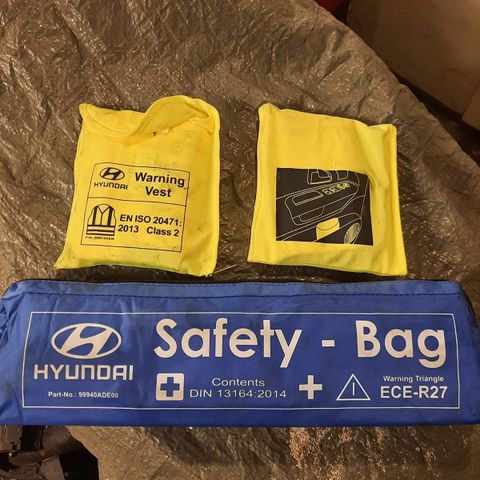 HYUNDAI
Warning
Vest
EN ISO 20471:
2013 Class 2
HYUNDAI
Part-No.: 99940ADE00
Safety - Bag
Contents
DIN 13164:2014
+
Warning Triangle
ECE-R27